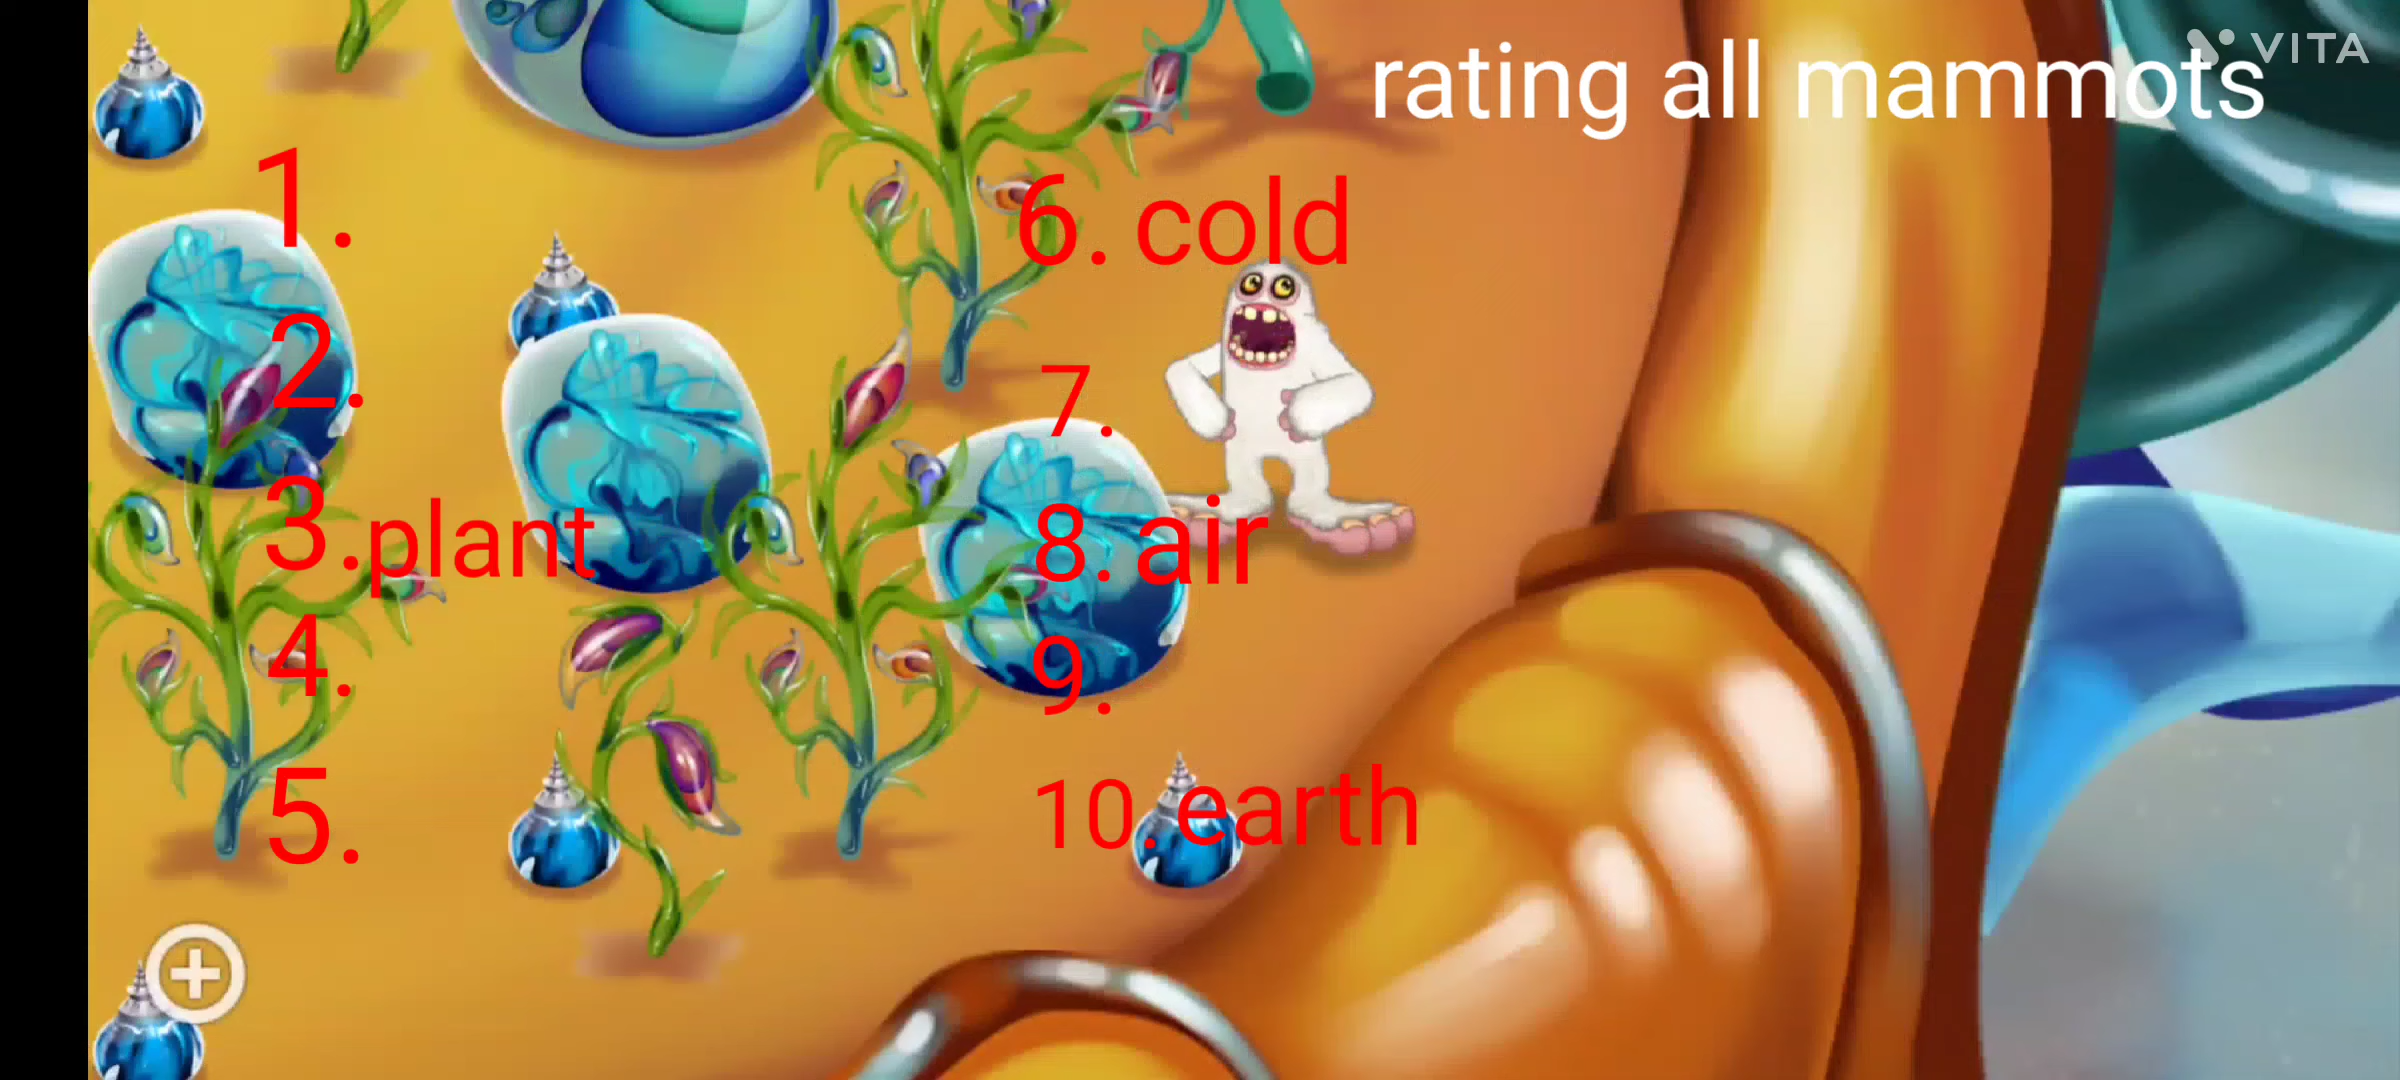 rating all mammots
VITA
1.
2.
3.plant
4.
5.
6. cold
7.
8. air
9.
10. earth